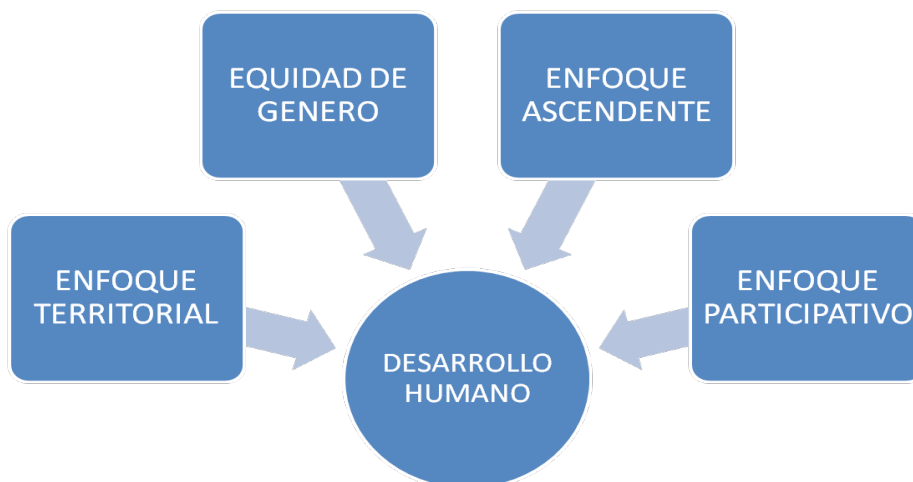 EQUIDAD DE
GENERO
ENFOQUE
ASCENDENTE
ENFOQUE
TERRITORIAL
ENFOQUE
PARTICIPATIVO
DESARROLLO
HUMANO